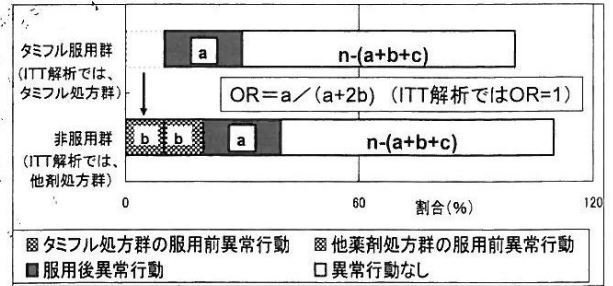 タミフル服用群
(ITT解析では、
タミフル処方群)
a
n-(a+b+c)
OR=a/(a+2b) (ITT解析ではOR=1)
非服用群
(ITT解析では、
他剤処方群)
b
b
a
n-(a+b+c)
0
60
120
割合(%)
タミフル処方群の服用前異常行動
他薬剤処方群の服用前異常行動
服用後異常行動
異常行動なし